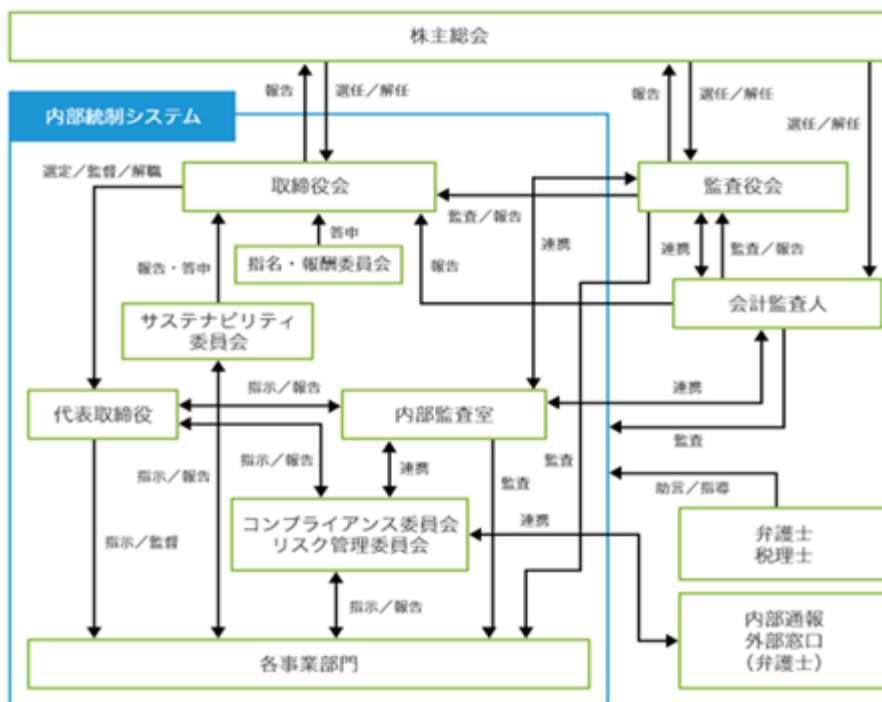 株主総会
報告
選任／解任
報告
選任／解任
選任／解任
内部統制システム
選定／監督／解職
取締役会
監査役会
監査／報告
連携
連携
監査／報告
答申
指名・報酬委員会
報告・答申
報告
会計監査人
サステナビリティ
委員会
指示／報告
連携
代表取締役
内部監査室
監査
指示／報告
連携
監査
指示／報告
監査
助言／指導
コンプライアンス委員会
リスク管理委員会
連携
弁護士
税理士
指示／監督
指示／報告
内部通報
外部窓口
（弁護士）
各事業部門